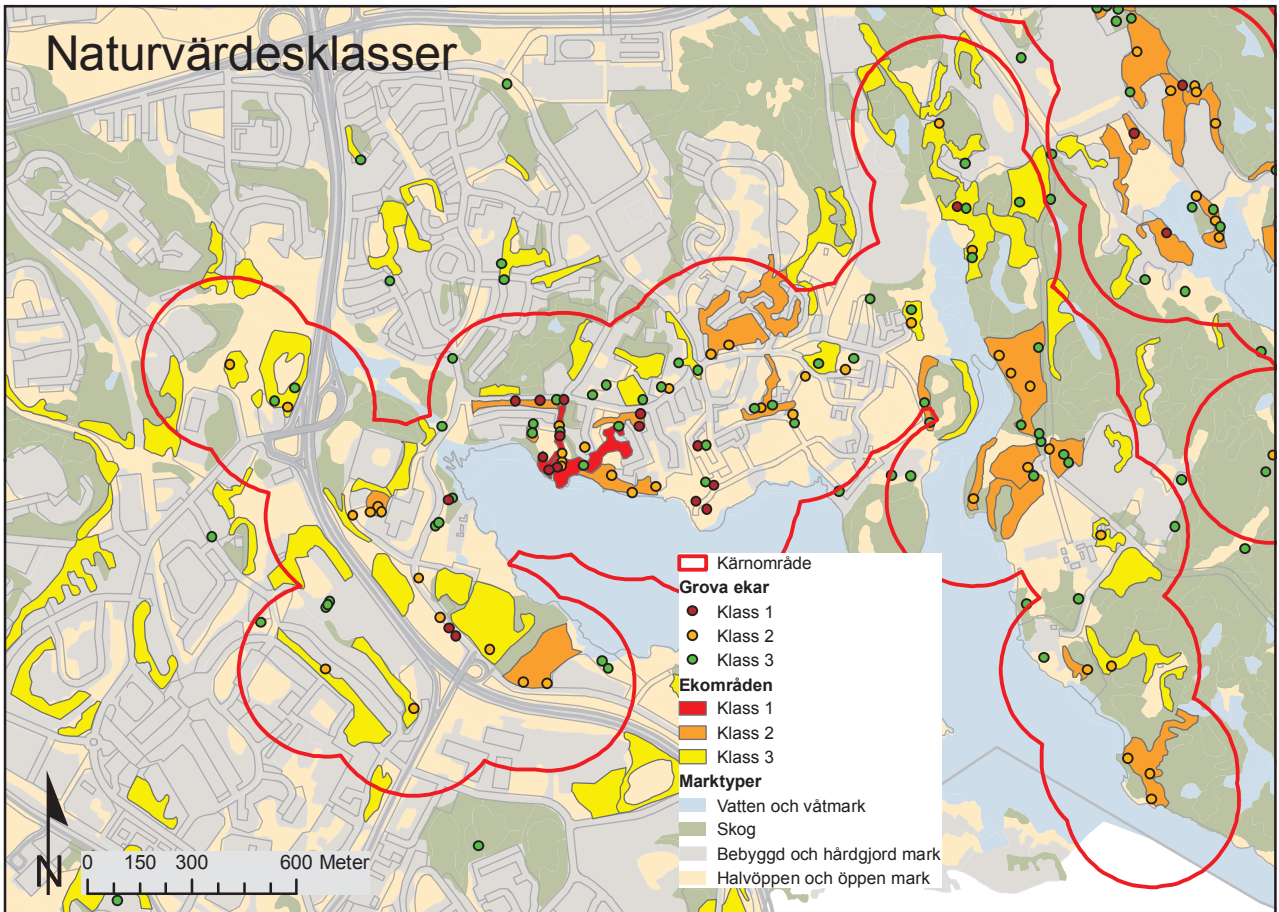 Naturvärdesklasser
Kärnområde
Grova ekar
Klass 1
Klass 2
Klass 3
Ekområden
Klass 1
Klass 2
Klass 3
Marktyper
Vatten och våtmark
Skog
Bebyggd och hårdgjord mark
Halvöppen och öppen mark
N
0 150 300 600 Meter